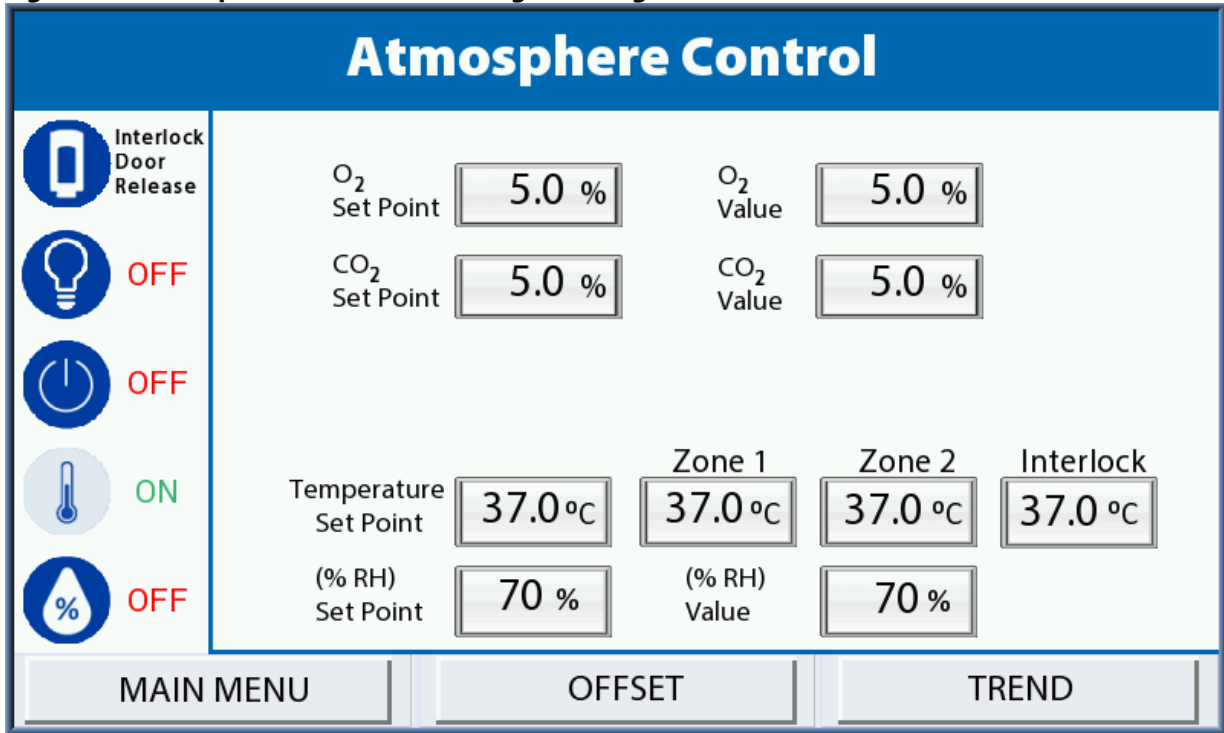 Atmosphere Control
Interlock
Door
Release
OFF
OFF
ON
%
OFF
O₂
Set Point
5.0 %
O₂
Value
5.0 %
CO₂
Set Point
5.0 %
CO₂
Value
5.0 %
Zone 1
Zone 2
Interlock
Temperature
Set Point
37.0 ºC
37.0 ºC
37.0 ºC
37.0 ºC
(% RH)
Set Point
70 %
(% RH)
Value
70 %
MAIN MENU
OFFSET
TREND